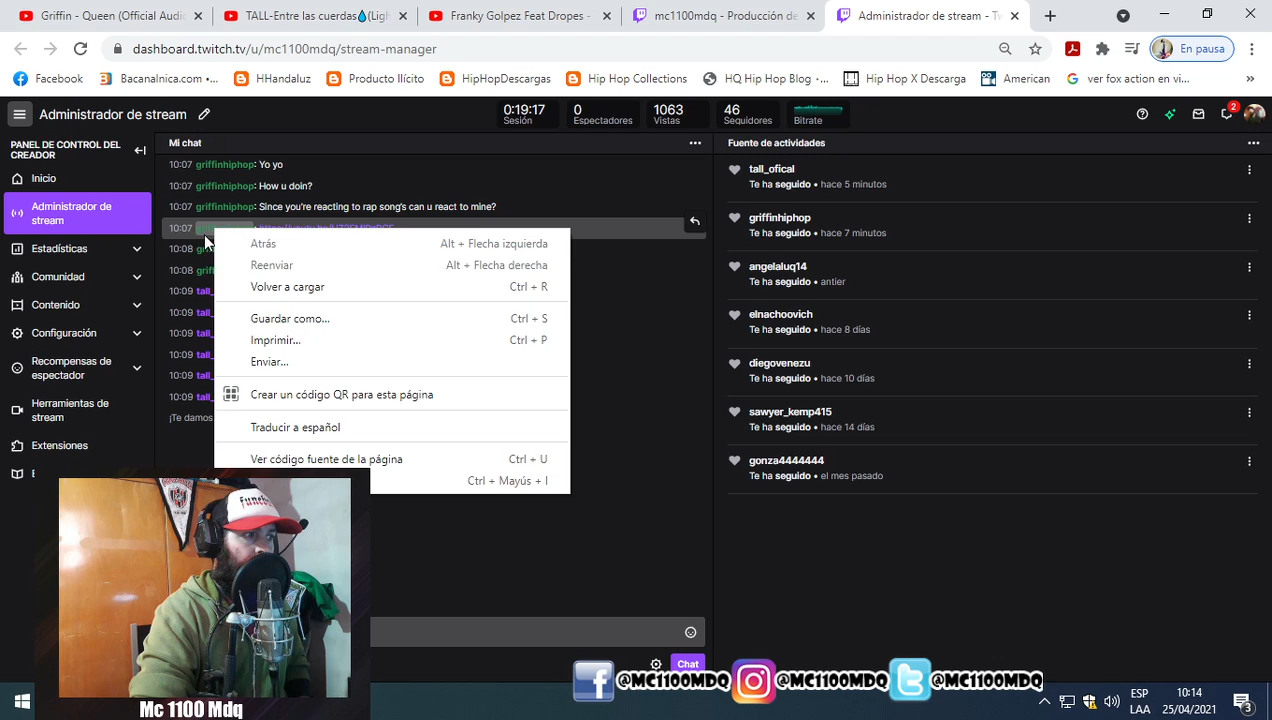 Griffin - Queen (Official Audi
TALL-Entre las cuerdas💧(Ligh
Franky Golpez Feat Dropes -
mc1100mdq - Producción de
Administrador de stream - Tw
dashboard.twitch.tv/u/mc1100mdq/stream-manager
En pausa
Facebook
Bacanalnica.com •...
HHandaluz
Producto Ilícito
HipHopDescargas
Hip Hop Collections
HQ Hip Hop Blog •...
Hip Hop X Descarga
American
ver fox action en vi...
»
Administrador de stream
0:19:17
Sesión
0
Espectadores
1063
Vistas
46
Seguidores
Bitrate
2
PANEL DE CONTROL DEL
CREADOR
Inicio
Administrador de
stream
Estadísticas
Comunidad
Contenido
Configuración
Recompensas de
espectador
Herramientas de
stream
Extensiones
Mi chat
10:07 griffinhiphop: Yo yo
10:07 griffinhiphop: How u doin?
10:07 griffinhiphop: Since you're reacting to rap song's can u react to mine?
10:07
10:08
10:08
10:09 tall_
10:09 tall_
10:09 tall_
10:09 tall_
10:09 tall_
10:09 tall_
¡Te damos
Atrás Alt + Flecha izquierda
Reenviar Alt + Flecha derecha
Volver a cargar Ctrl + R
Guardar como... Ctrl + S
Imprimir... Ctrl + P
Enviar...
Crear un código QR para esta página
Traducir a español
Ver código fuente de la página Ctrl + U
Ctrl + Mayús + I
Chat
Fuente de actividades
tall_ofical
Te ha seguido • hace 5 minutos
griffinhiphop
Te ha seguido • hace 7 minutos
angelaluq14
Te ha seguido • antier
elnachoovich
Te ha seguido • hace 8 días
diegovenezu
Te ha seguido • hace 10 días
sawyer_kemp415
Te ha seguido • hace 14 días
gonza4444444
Te ha seguido • el mes pasado
Mc 1100 Mdq
@MC1100MDQ
@MC1100MDQ
@MC1100MDQ
ESP
LAA
10:14
25/04/2021
3